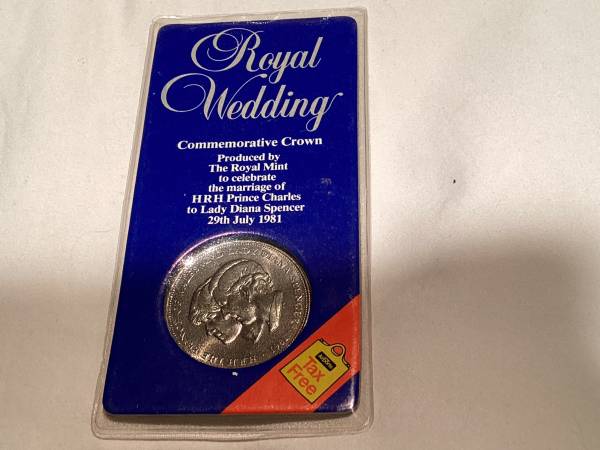 Royal
Wedding
Commemorative Crown
Produced by
The Royal Mint
to celebrate
the marriage of
HRH Prince Charles
to Lady Diana Spencer
29th July 1981
Tax
Free